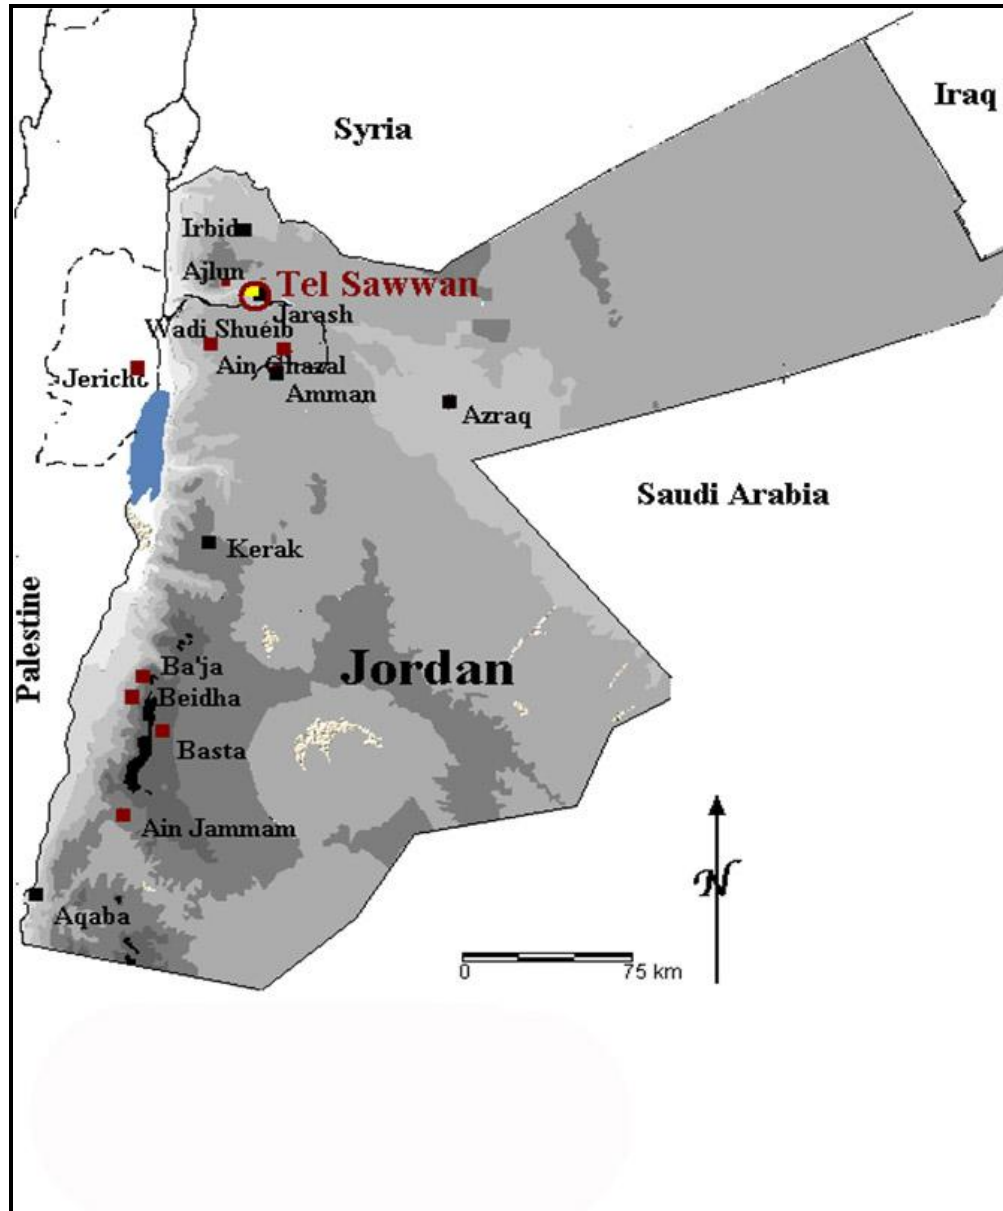 Iraq
Syria
Irbid
Ajlun
Tel Sawwan
Jarash
Wadi Shuéib
Ain Ghazal
Jericho
Amman
Azraq
Saudi Arabia
Kerak
Palestine
Jordan
Ba'ja
Beidha
Basta
Ain Jammam
N
Aqaba
0 75 km